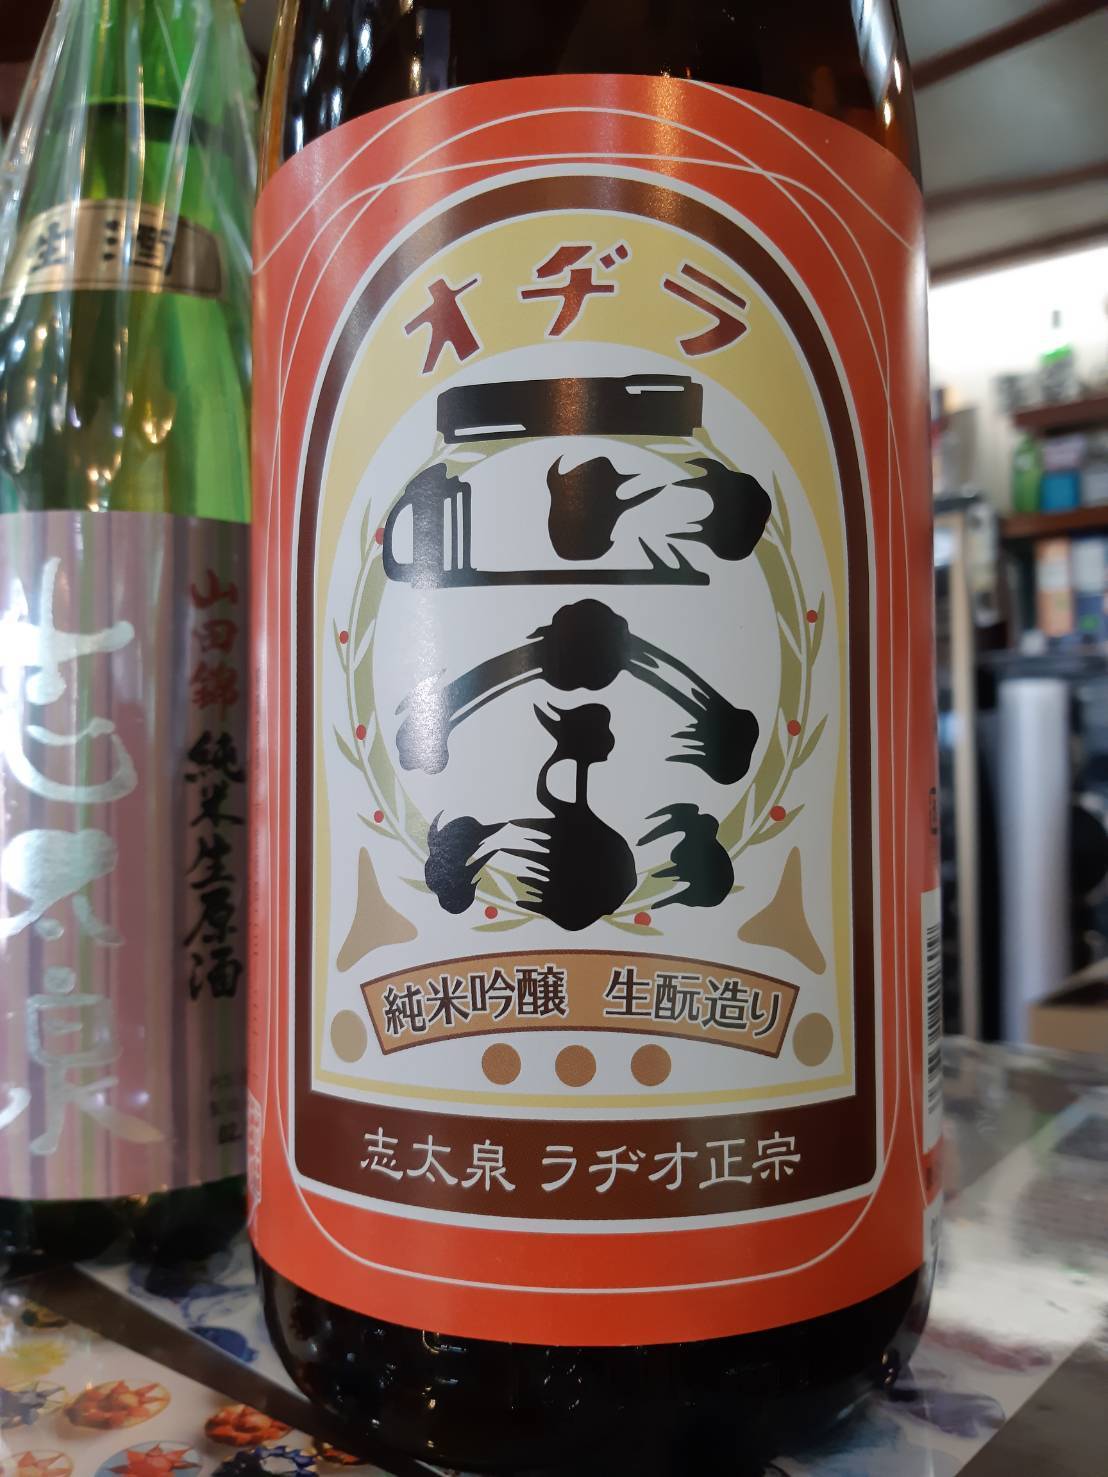 オヂラ
正宗
純米吟醸 生酛造り
志太泉 ラヂオ正宗
生酒
山田錦 純米生原酒
志太泉